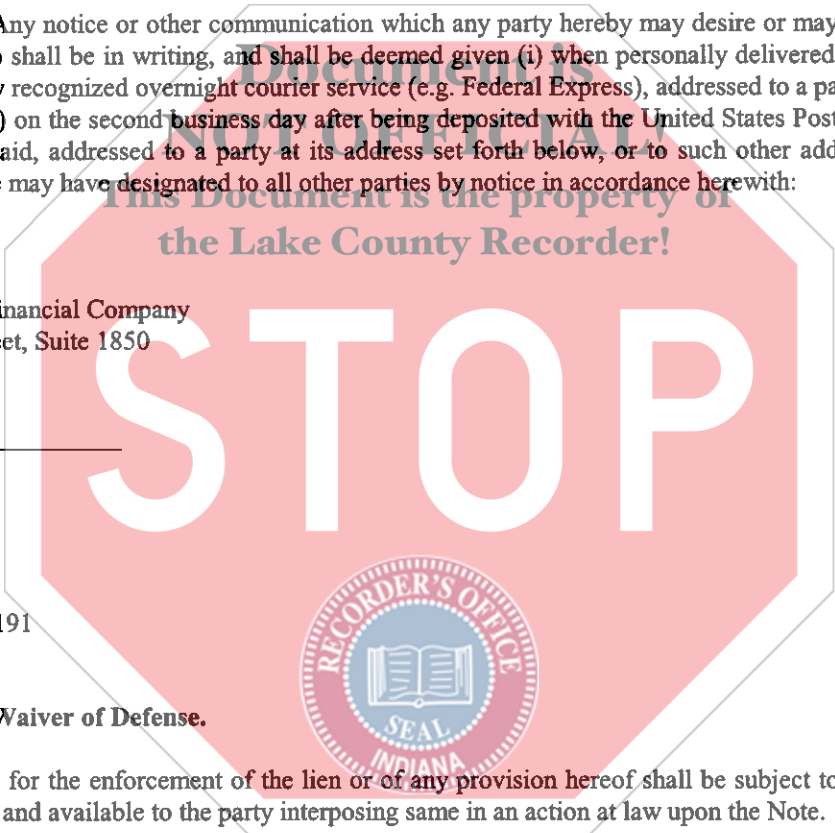 Any notice or other communication which any party hereby may desire or may
shall be in writing, and shall be deemed given (i) when personally delivered
recognized overnight courier service (e.g. Federal Express), addressed to a pa
) on the second business day after being deposited with the United States Post
aid, addressed to a party at its address set forth below, or to such other add
may have designated to all other parties by notice in accordance herewith:
Document is
NOT OFFICIAL!
This Document is the property of
the Lake County Recorder!
inancial Company
et, Suite 1850
STOP
191
RECORDER'S OFFICE
SEAL
INDIANA
Waiver of Defense.
for the enforcement of the lien or of any provision hereof shall be subject to
and available to the party interposing same in an action at law upon the Note.